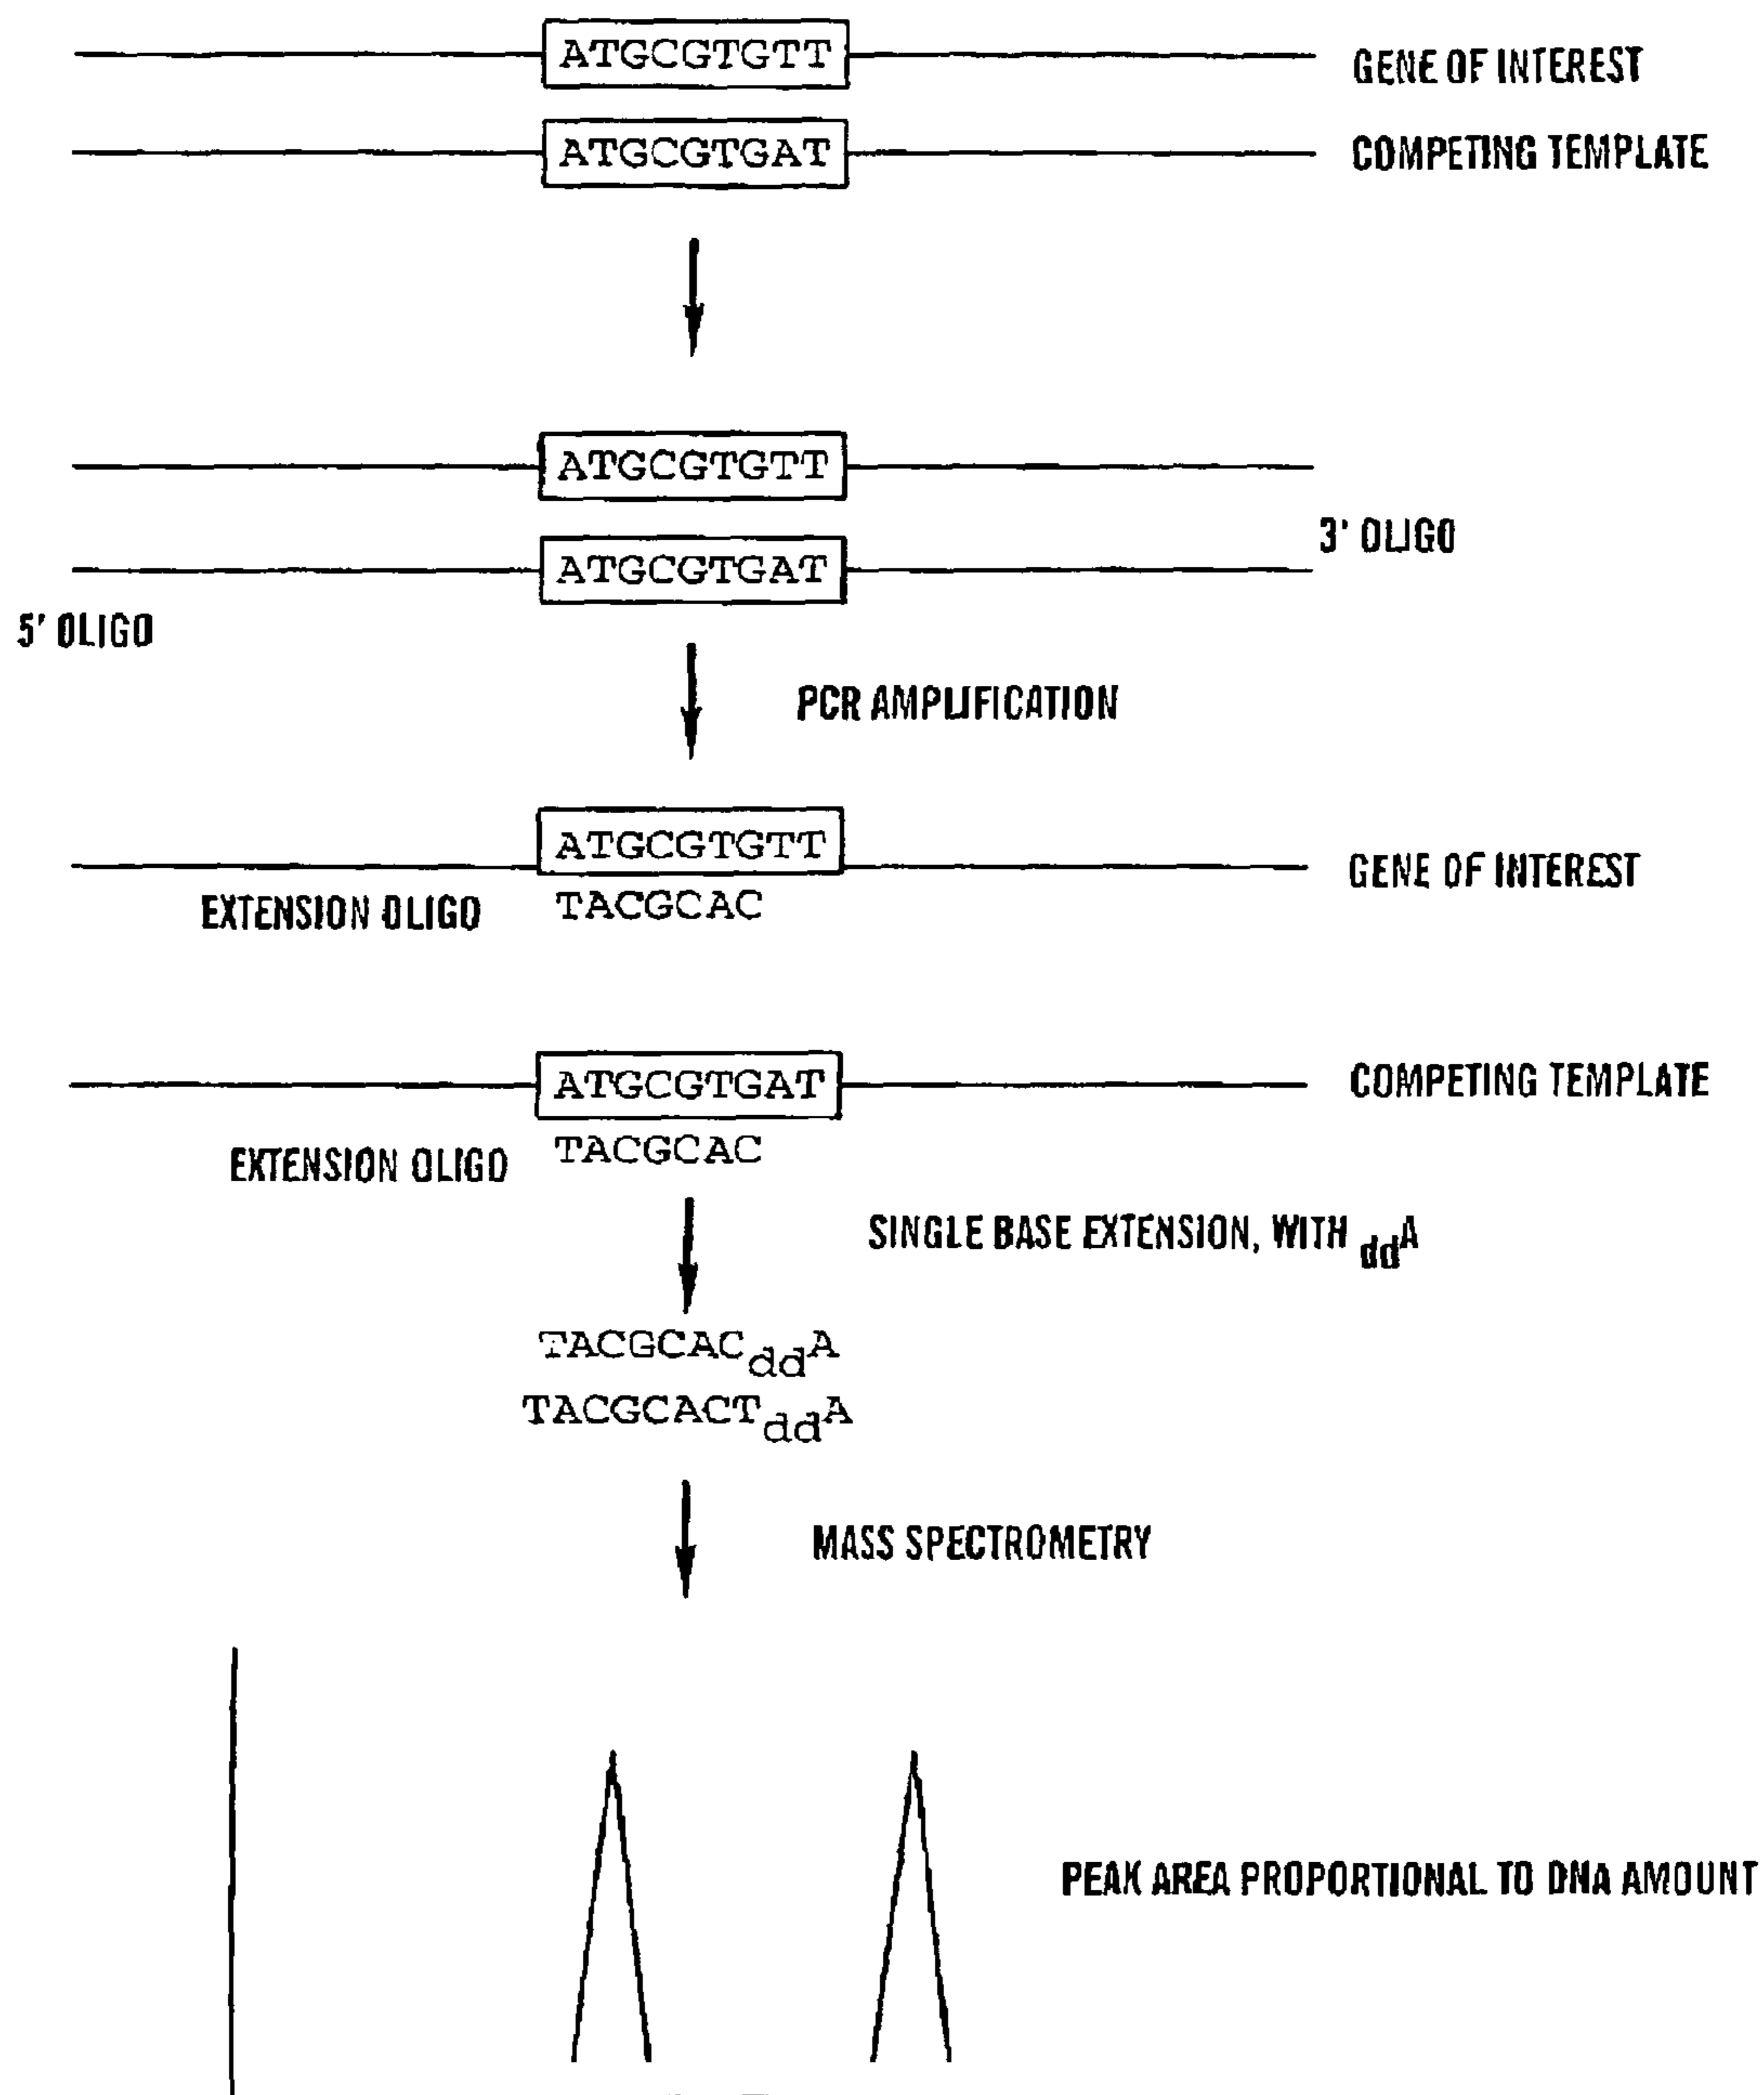 ATGCGTGTT
GENE OF INTEREST
ATGCGTGAT
COMPETING TEMPLATE
ATGCGTGTT
3' OLIGO
ATGCGTGAT
5' OLIGO
PCR AMPLIFICATION
ATGCGTGTT
GENE OF INTEREST
EXTENSION OLIGO
TACGCAC
ATGCGTGAT
COMPETING TEMPLATE
EXTENSION OLIGO
TACGCAC
SINGLE BASE EXTENSION, WITH ddA
TACGCACddA
TACGCACTddA
MASS SPECTROMETRY
PEAK AREA PROPORTIONAL TO DNA AMOUNT